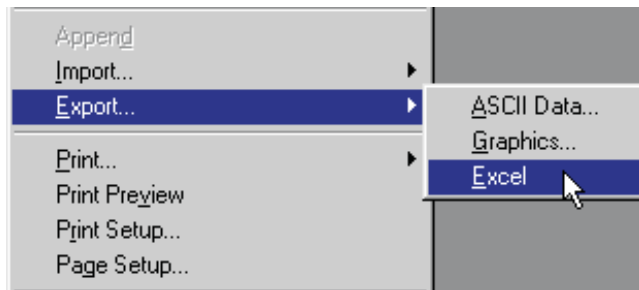 Append
Import...
Export...
Print...
Print Preview
Print Setup...
Page Setup...
ASCII Data...
Graphics...
Excel